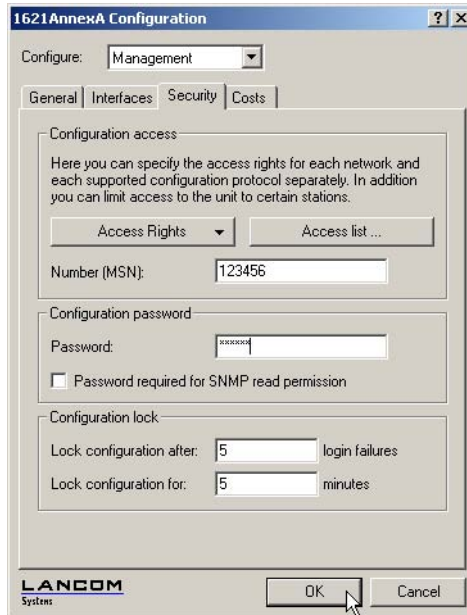 1621AnnexA Configuration
Configure: Management
General Interfaces Security Costs
Configuration access
Here you can specify the access rights for each network and
each supported configuration protocol separately. In addition
you can limit access to the unit to certain stations.
Access Rights Access list ...
Number (MSN): 123456
Configuration password
Password: ******
Password required for SNMP read permission
Configuration lock
Lock configuration after: 5 login failures
Lock configuration for: 5 minutes
LANCOM
Systems
OK Cancel